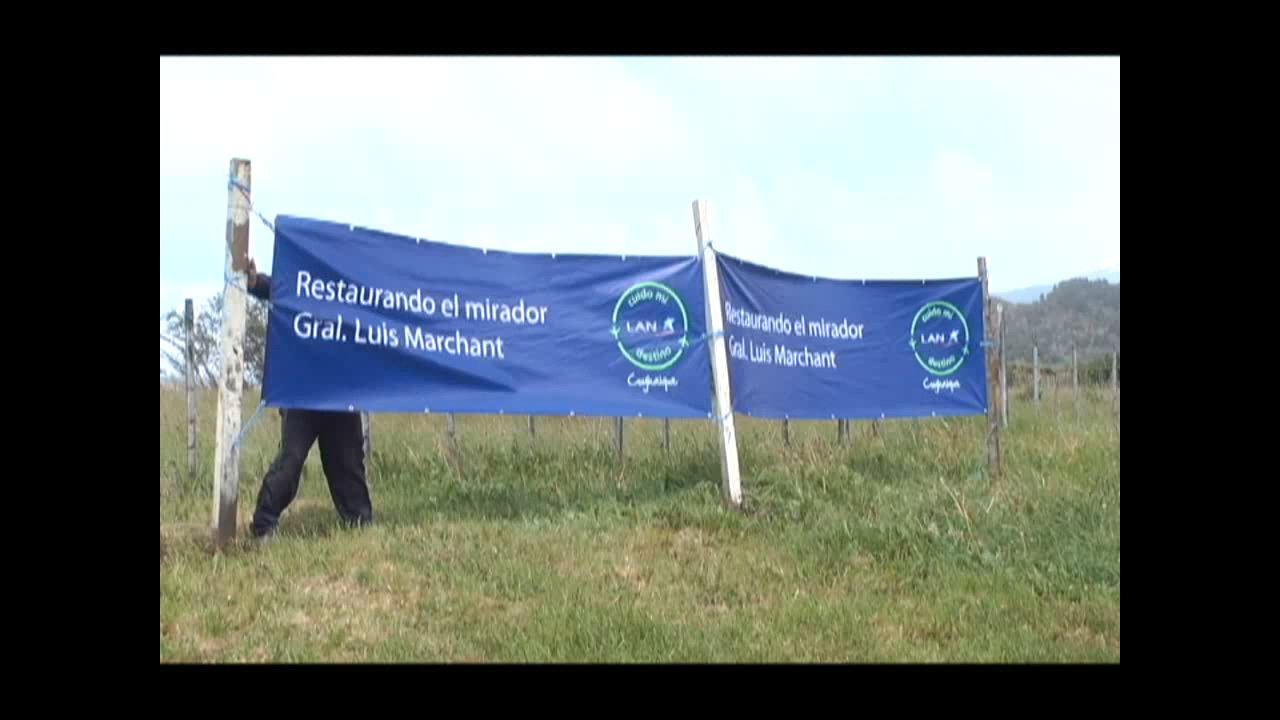 Restaurando el mirador
Gral. Luis Marchant
cuido mi
LAN
destino
Coyhaique
Restaurando el mirador
Gral. Luis Marchant
cuido mi
LAN
destino
Coyhaique